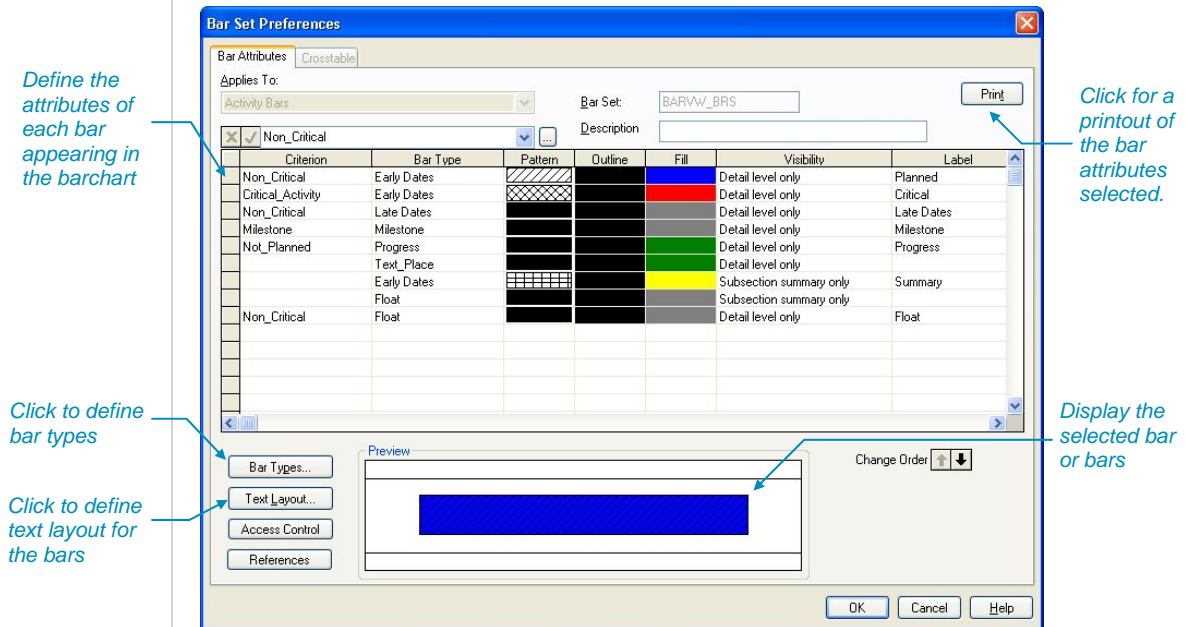 Bar Set Preferences
Bar Attributes Crosstable
Applies To:
Activity Bars
Bar Set: BARVW_BRS
Print
Non_Critical
...
Description
Criterion Bar Type Pattern Outline Fill Visibility Label
Non_Critical Early Dates Detail level only Planned
Critical_Activity Early Dates Detail level only Critical
Non_Critical Late Dates Detail level only Late Dates
Milestone Milestone Detail level only Milestone
Not_Planned Progress Detail level only Progress
Text_Place Detail level only
Early Dates Subsection summary only Summary
Float Subsection summary only
Non_Critical Float Detail level only Float
Bar Types...
Text Layout...
Access Control
References
Preview
Change Order
OK Cancel Help
Define the
attributes of
each bar
appearing in
the barchart
Click to define
bar types
Click to define
text layout for
the bars
Click for a
printout of
the bar
attributes
selected.
Display the
selected bar
or bars